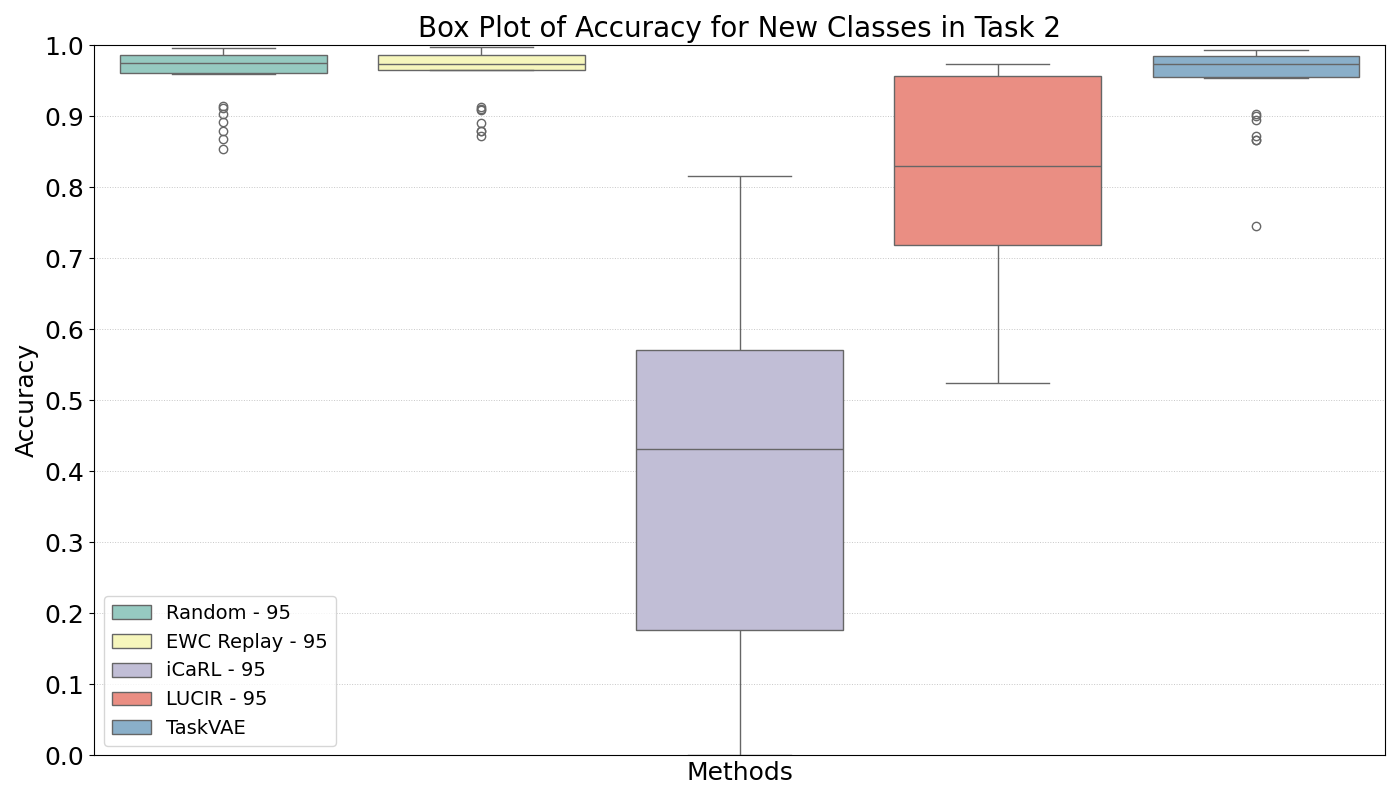 Box Plot of Accuracy for New Classes in Task 2
1.0
0.9
0.8
0.7
0.6
0.5
0.4
0.3
0.2
0.1
0.0
Accuracy
Random - 95
EWC Replay - 95
iCaRL - 95
LUCIR - 95
TaskVAE
Methods